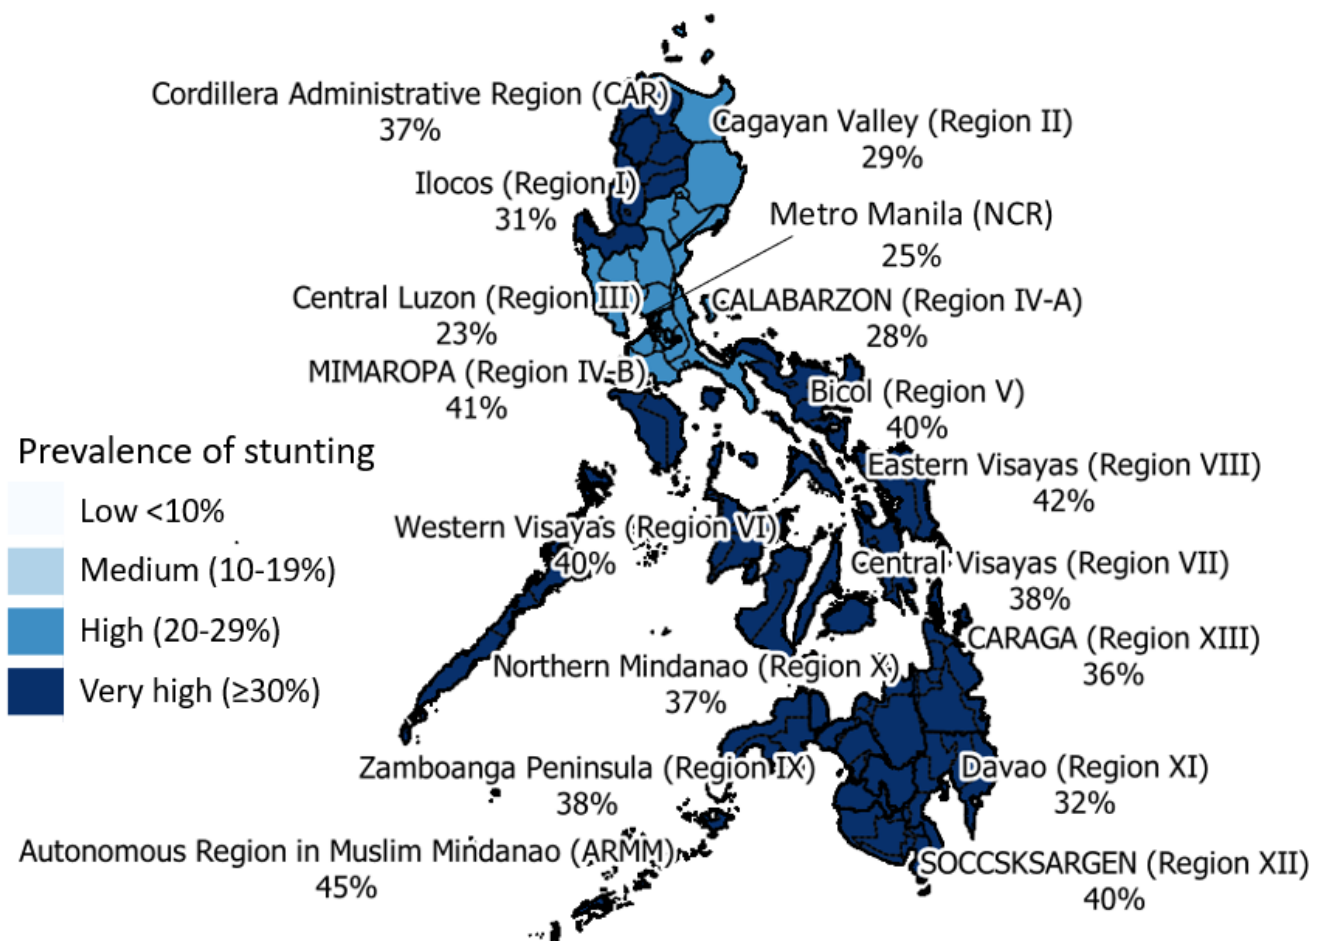 Cordillera Administrative Region (CAR)
37%
Cagayan Valley (Region II)
29%
Ilocos (Region I)
31%
Metro Manila (NCR)
25%
Central Luzon (Region III)
23%
CALABARZON (Region IV-A)
28%
MIMAROPA (Region IV-B)
41%
Bicol (Region V)
40%
Prevalence of stunting
Low <10%
Medium (10-19%)
High (20-29%)
Very high (≥30%)
Eastern Visayas (Region VIII)
42%
Western Visayas (Region VI)
40%
Central Visayas (Region VII)
38%
CARAGA (Region XIII)
36%
Northern Mindanao (Region X)
37%
Zamboanga Peninsula (Region IX)
38%
Davao (Region XI)
32%
Autonomous Region in Muslim Mindanao (ARMM)
45%
SOCCSKSARGEN (Region XII)
40%